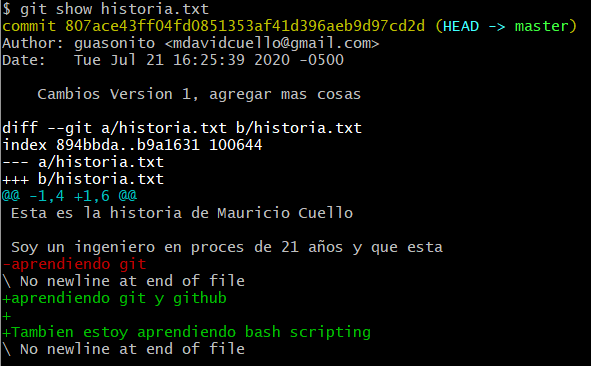 $ git show historia.txt
commit 807ace43ff04fd0851353af41d396aeb9d97cd2d (HEAD -> master)
Author: guasonito <mdavidcuello@gmail.com>
Date:   Tue Jul 21 16:25:39 2020 -0500
    Cambios Version 1, agregar mas cosas
diff --git a/historia.txt b/historia.txt
index 894bbda..b9a1631 100644
--- a/historia.txt
+++ b/historia.txt
@@ -1,4 +1,6 @@
 Esta es la historia de Mauricio Cuello
 Soy un ingeniero en proces de 21 años y que esta
-aprendiendo git
\ No newline at end of file
+aprendiendo git y github
+
+Tambien estoy aprendiendo bash scripting
\ No newline at end of file